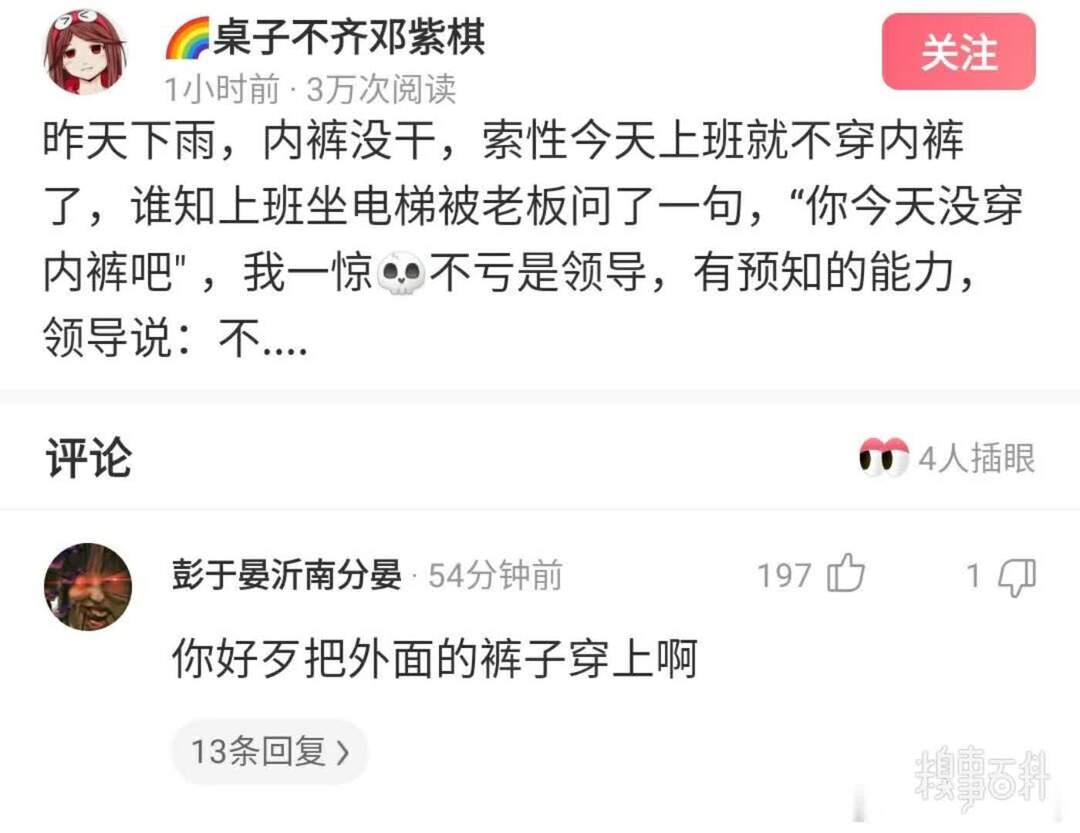 🌈桌子不齐邓紫棋
关注
1小时前 · 3万次阅读
昨天下雨，内裤没干，索性今天上班就不穿内裤
了，谁知上班坐电梯被老板问了一句，“你今天没穿
内裤吧"，我一惊💀不亏是领导，有预知的能力，
领导说：不....
评论
👀4人插眼
彭于晏沂南分晏 · 54分钟前
197
1
你好歹把外面的裤子穿上啊
13条回复 ›
糗事百科